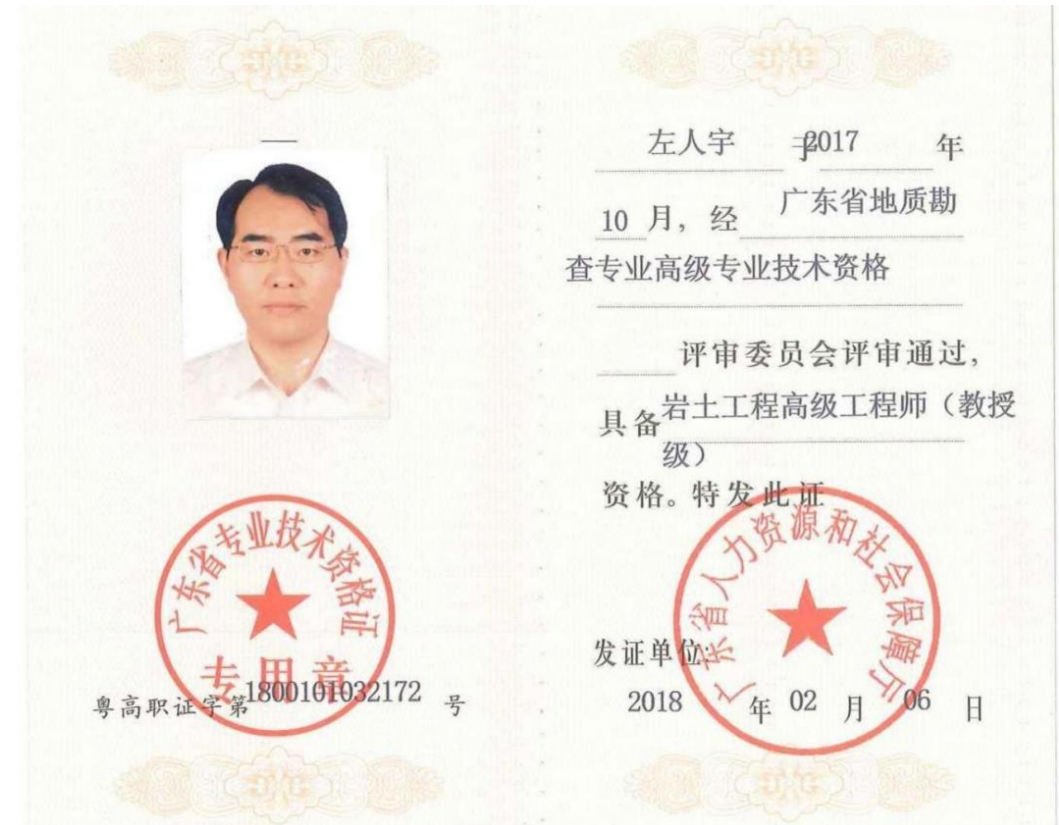 广东省专业技术资格证
专用章
粤高职证字第1800101032172 号
左人宇 于2017 年
10 月，经 广东省地质勘
查专业高级专业技术资格
评审委员会评审通过，
具备岩土工程高级工程师（教授
级）
资格。特发此证
广东省人力资源和社会保障厅
发证单位：
2018 年 02 月 06 日